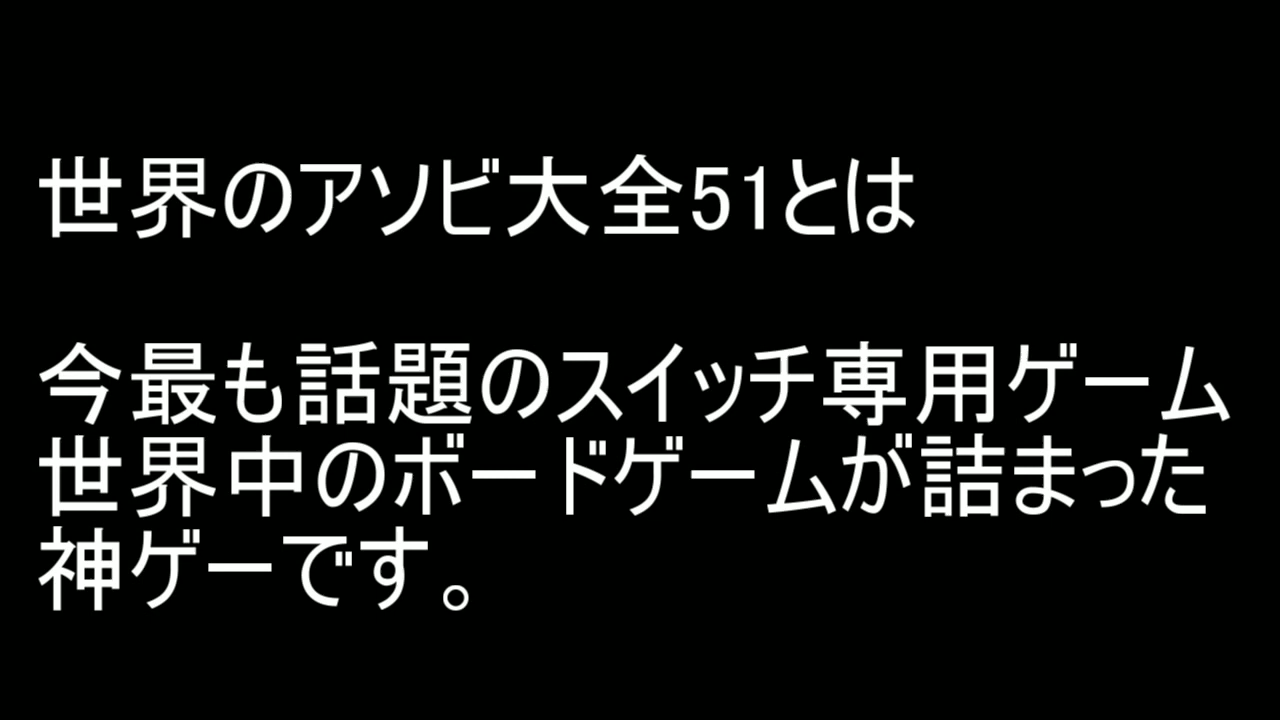 世界のアソビ大全51とは
今最も話題のスイッチ専用ゲーム
世界中のボードゲームが詰まった
神ゲーです。